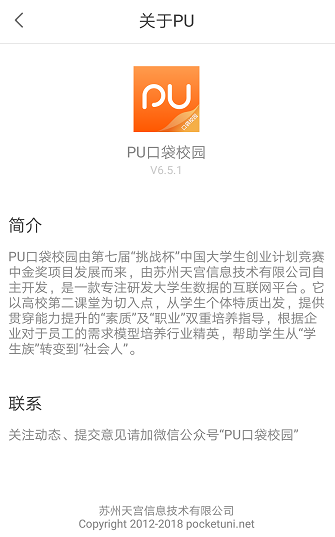 关于PU
PU
口袋校园
PU口袋校园
V6.5.1
简介
PU口袋校园由第七届“挑战杯”中国大学生创业计划竞赛
中金奖项目发展而来，由苏州天宫信息技术有限公司自
主开发，是一款专注研发大学生数据的互联网平台。它
以高校第二课堂为切入点，从学生个体特质出发，提供
贯穿能力提升的“素质”及“职业”双重培养指导，根据企
业对于员工的需求模型培养行业精英，帮助学生从“学
生族”转变到“社会人”。
联系
关注动态、提交意见请加微信公众号“PU口袋校园”
苏州天宫信息技术有限公司
Copyright 2012-2018 pocketuni.net